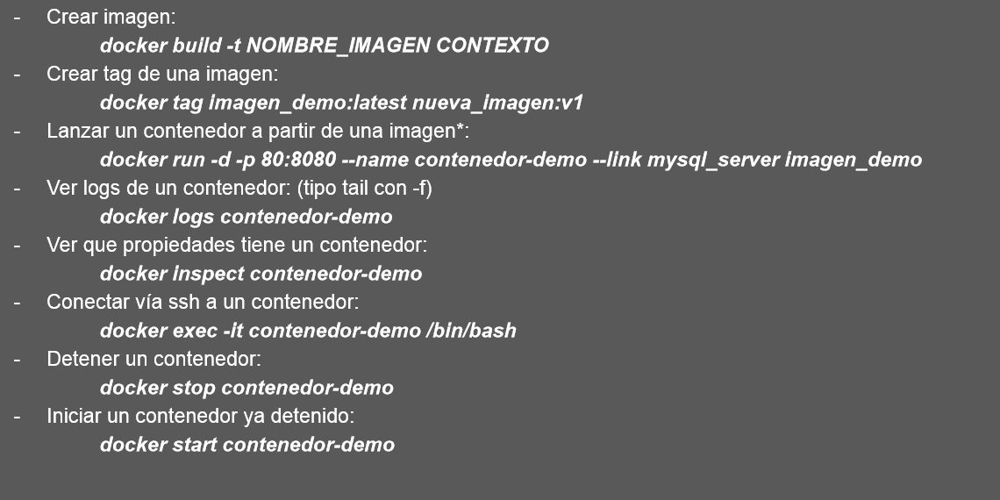 - Crear imagen:
docker build -t NOMBRE_IMAGEN CONTEXTO
- Crear tag de una imagen:
docker tag imagen_demo:latest nueva_imagen:v1
- Lanzar un contenedor a partir de una imagen*:
docker run -d -p 80:8080 --name contenedor-demo --link mysql_server imagen_demo
- Ver logs de un contenedor: (tipo tail con -f)
docker logs contenedor-demo
- Ver que propiedades tiene un contenedor:
docker inspect contenedor-demo
- Conectar vía ssh a un contenedor:
docker exec -it contenedor-demo /bin/bash
- Detener un contenedor:
docker stop contenedor-demo
- Iniciar un contenedor ya detenido:
docker start contenedor-demo